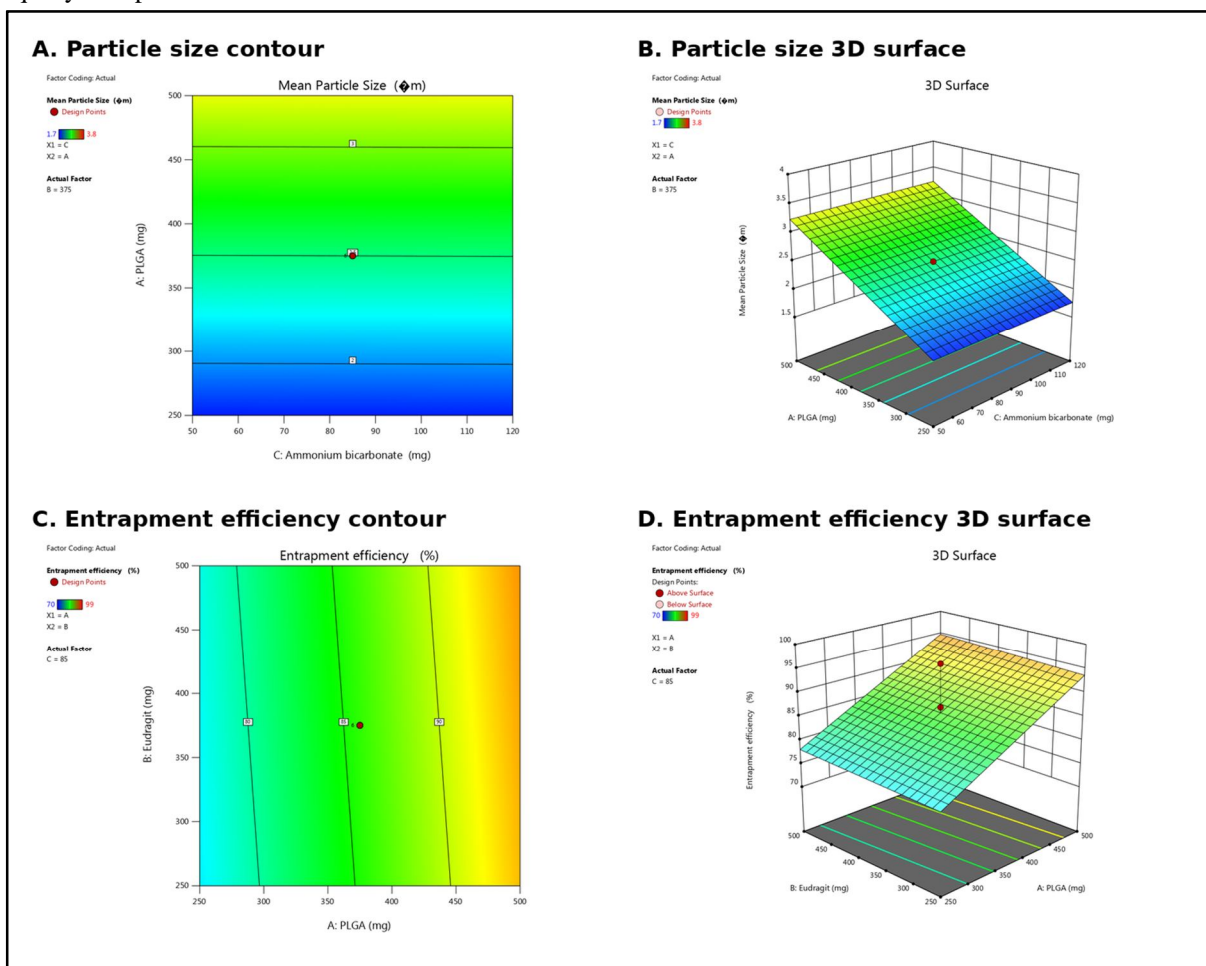 A. Particle size contour
Factor Coding: Actual
Mean Particle Size (�m)
Design Points
1.7 3.8
X1 = C
X2 = A
Actual Factor
B = 375
Mean Particle Size (�m)
500
450
400
350
300
250
A: PLGA (mg)
3
2
50 60 70 80 90 100 110 120
C: Ammonium bicarbonate (mg)
B. Particle size 3D surface
Factor Coding: Actual
Mean Particle Size (�m)
Design Points
1.7 3.8
X1 = C
X2 = A
Actual Factor
B = 375
3D Surface
4
3.5
3
2.5
2
1.5
Mean Particle Size (�m)
500
450
400
350
300
250
A: PLGA (mg)
50
60
70
80
90
100
110
120
C: Ammonium bicarbonate (mg)
C. Entrapment efficiency contour
Factor Coding: Actual
Entrapment efficiency (%)
Design Points
70 99
X1 = A
X2 = B
Actual Factor
C = 85
Entrapment efficiency (%)
500
450
400
350
300
250
B: Eudragit (mg)
80 85 6 90
250 300 350 400 450 500
A: PLGA (mg)
D. Entrapment efficiency 3D surface
Factor Coding: Actual
Entrapment efficiency (%)
Design Points:
Above Surface
Below Surface
70 99
X1 = A
X2 = B
Actual Factor
C = 85
3D Surface
100
95
90
85
80
75
70
Entrapment efficiency (%)
500
450
400
350
300
250
B: Eudragit (mg)
250
300
350
400
450
500
A: PLGA (mg)